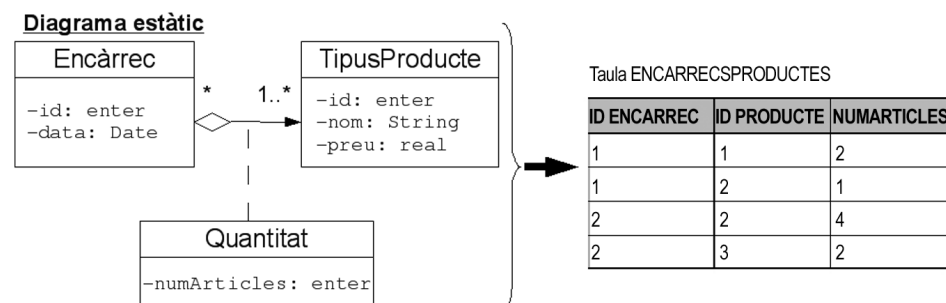 Diagrama estàtic
Encàrrec
-id: enter
-data: Date
*
1..*
TipusProducte
-id: enter
-nom: String
-preu: real
Quantitat
-numArticles: enter
Taula ENCARRECSPRODUCTES
ID ENCARREC ID PRODUCTE NUMARTICLES
1 1 2
1 2 1
2 2 4
2 3 2